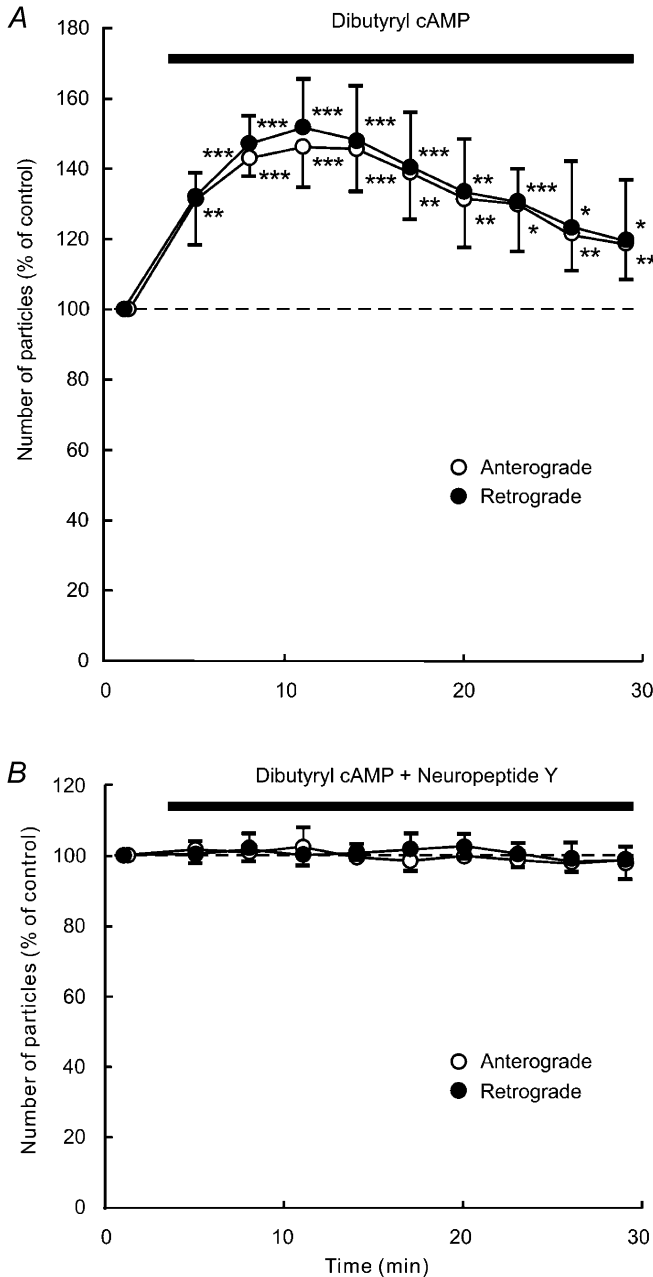 A
Dibutyryl cAMP
Number of particles (% of control)
180
160
140
120
100
80
60
40
20
0
*** *** *** *** *** ** *** * *
** *** *** *** ** ** * ** **
Anterograde
Retrograde
0 10 20 30
B
Dibutyryl cAMP + Neuropeptide Y
Number of particles (% of control)
120
100
80
60
40
20
0
Anterograde
Retrograde
0 10 20 30
Time (min)